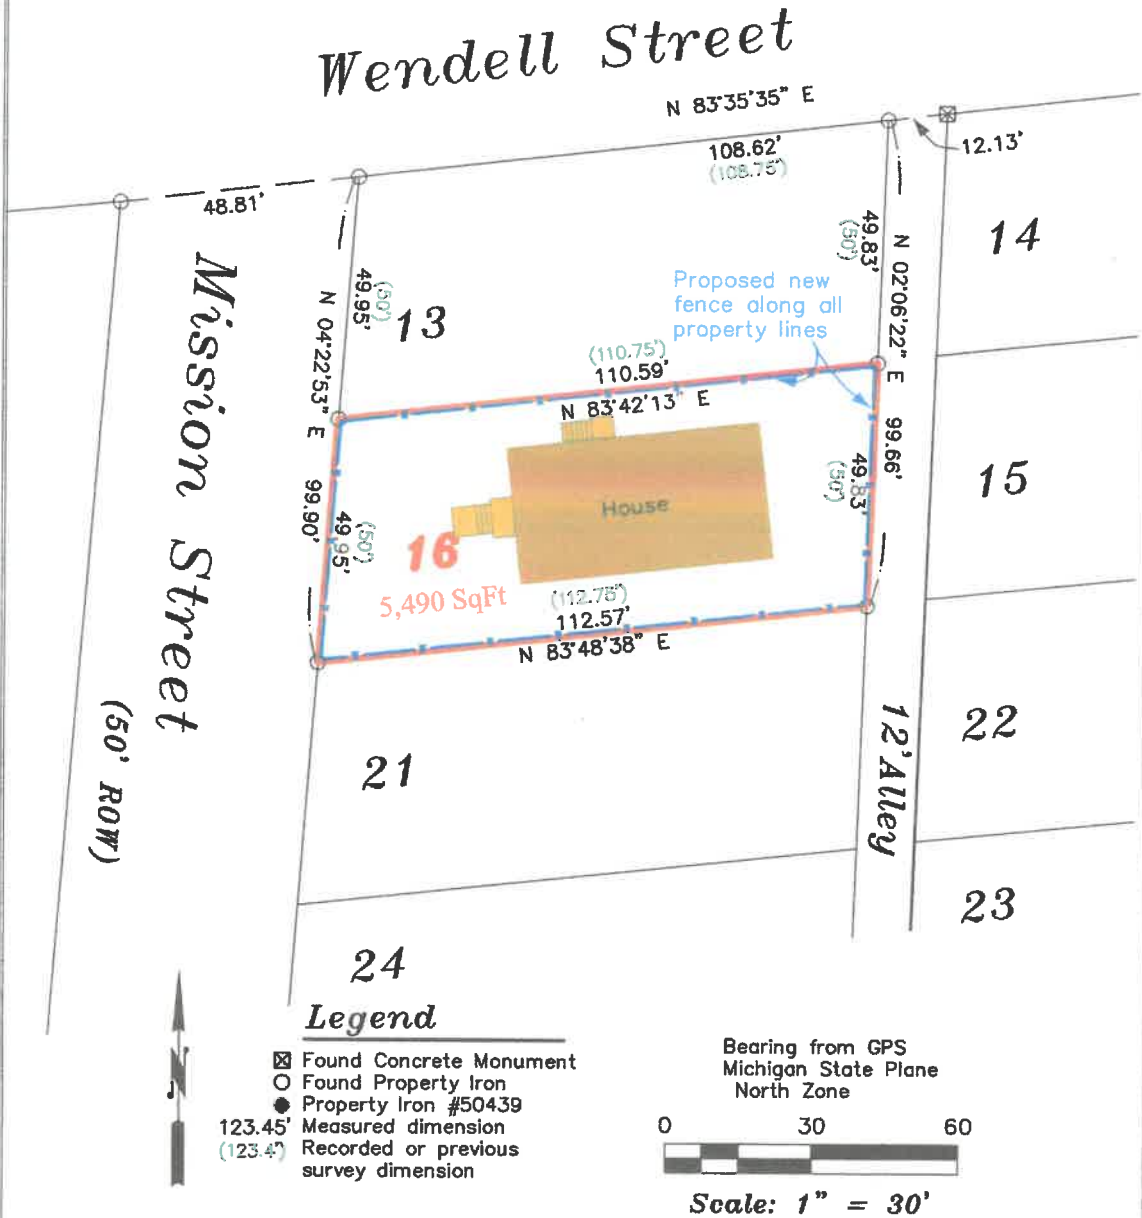 Wendell Street
N 83°35'35" E
108.62'
(108.75')
12.13'
48.81'
Mission Street
(50' ROW)
N 04°22'53" E 99.90'
49.95'
(50')
13
49.83'
(50')
N 02°06'22" E 99.66'
14
Proposed new
fence along all
property lines
(110.75')
110.59'
N 83°42'13" E
House
49.83'
(50')
15
49.95'
(50')
16
5,490 SqFt
(112.75')
112.57'
N 83°48'38" E
12' Alley
22
21
23
24
Legend
Found Concrete Monument
Found Property Iron
Property Iron #50439
123.45' Measured dimension
(123.4') Recorded or previous
survey dimension
N
Bearing from GPS
Michigan State Plane
North Zone
0 30 60
Scale: 1" = 30'